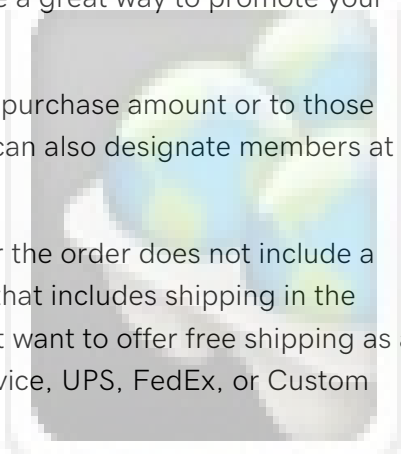 e a great way to promote your
purchase amount or to those
can also designate members at
r the order does not include a
that includes shipping in the
t want to offer free shipping as a
vice, UPS, FedEx, or Custom